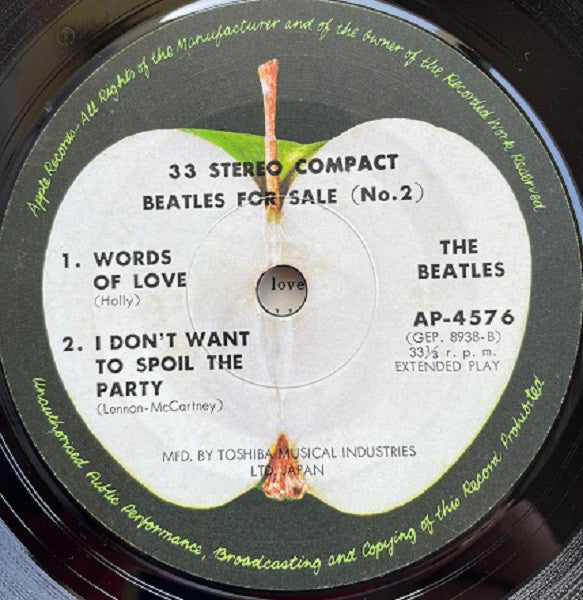 Apple Records–All Rights of the Manufacturer and of the Owner of the Recorded Work Reserved
33 STEREO COMPACT
BEATLES FOR SALE (No.2)
1. WORDS
OF LOVE
(Holly)
2. I DON'T WANT
TO SPOIL THE
PARTY
(Lennon-McCartney)
love
THE
BEATLES
AP-4576
(GEP. 8938-B)
33⅓ r. p. m.
EXTENDED PLAY
MFD. BY TOSHIBA MUSICAL INDUSTRIES
LTD. JAPAN
Unauthorised Public Performance, Broadcasting and Copying of this Record Prohibited